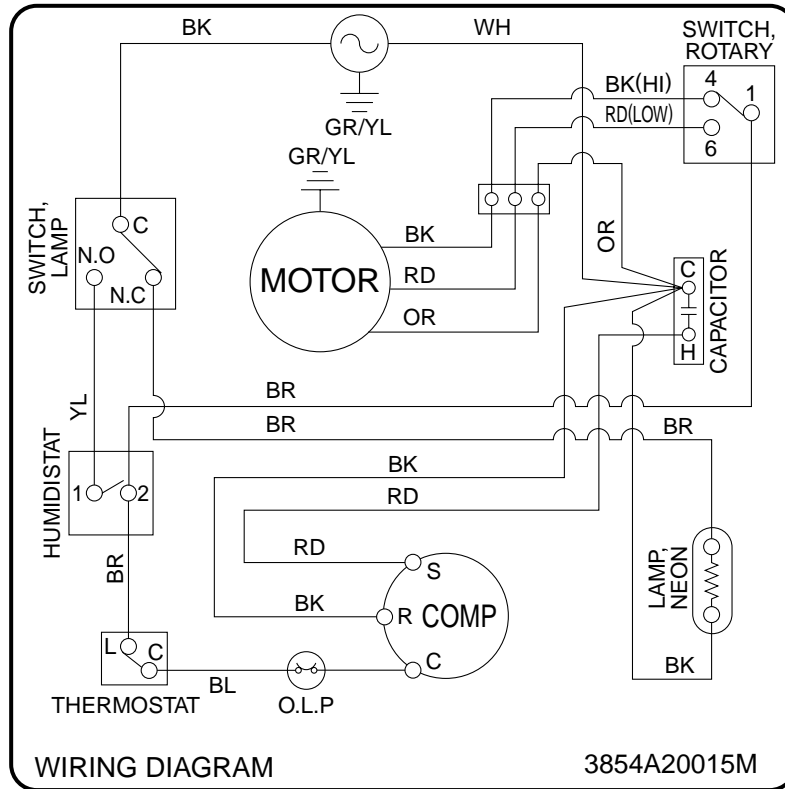 BK
WH
SWITCH,
ROTARY
BK(HI)
4
1
RD(LOW)
6
GR/YL
GR/YL
SWITCH,
LAMP
C
N.O
N.C
BK
MOTOR
RD
OR
OR
C
H
CAPACITOR
YL
BR
BR
BR
HUMIDISTAT
1
2
BK
RD
BR
RD
S
BK
R
COMP
C
LAMP,
NEON
BK
L
C
THERMOSTAT
BL
O.L.P
WIRING DIAGRAM
3854A20015M